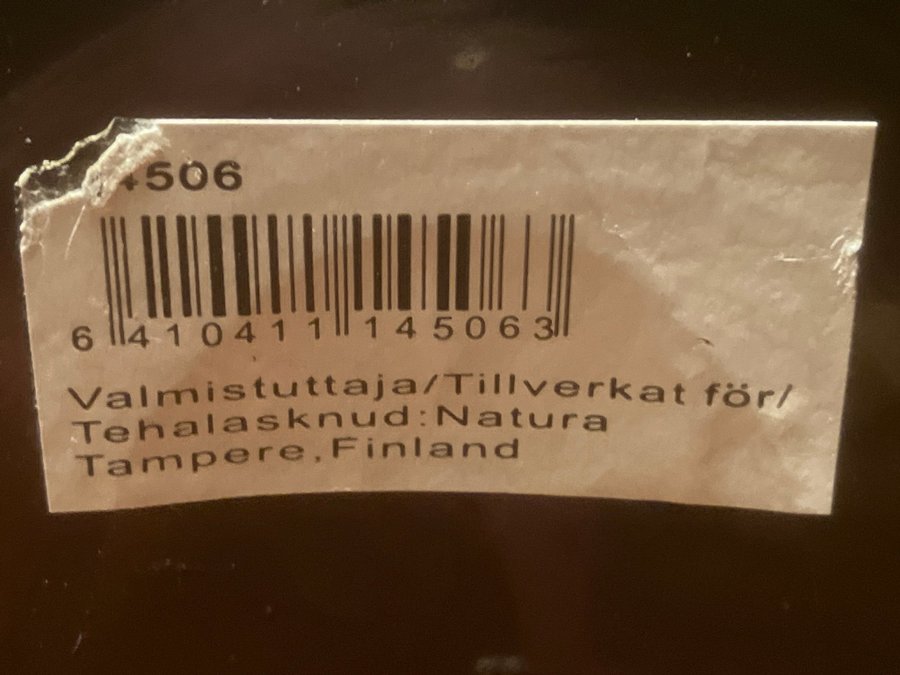 4506
6 410411 145063
Valmistuttaja/Tillverkat för/
Tehalasknud:Natura
Tampere,Finland